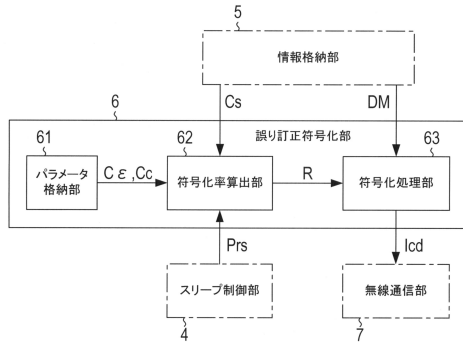 5
情報格納部
6
Cs
DM
61
62
誤り訂正符号化部
63
パラメータ
格納部
Cε,Cc
符号化率算出部
R
符号化処理部
Prs
Icd
スリープ制御部
無線通信部
4
7